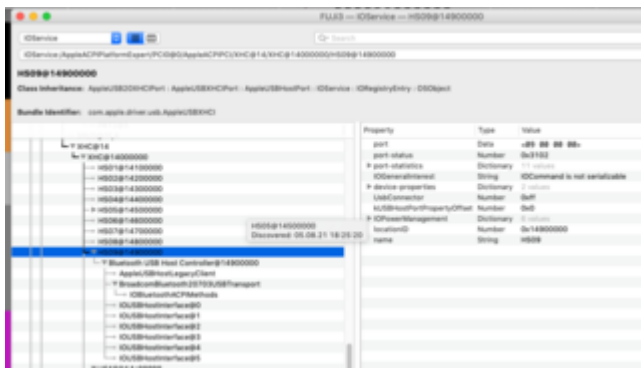 FUJI3 — IOService — HS09@14900000
IOService
Search
IOService:/AppleACPIPlatformExpert/PCI0@0/AppleACPIPCI/XHC@14/XHC@14000000/HS09@14900000
HS09@14900000
Class Inheritance: AppleUSB20XHCIPort : AppleUSBXHCIPort : AppleUSBHostPort : IOService : IORegistryEntry : OSObject
Bundle Identifier: com.apple.driver.usb.AppleUSBXHCI
XHC@14
XHC@14000000
HS01@14100000
HS02@14200000
HS03@14300000
HS04@14400000
HS05@14500000
HS06@14600000
HS07@14700000
HS08@14800000
HS09@14900000
Bluetooth USB Host Controller@14900000
AppleUSBHostLegacyClient
BroadcomBluetooth20703USBTransport
IOBluetoothACPIMethods
IOUSBHostInterface@0
IOUSBHostInterface@1
IOUSBHostInterface@2
IOUSBHostInterface@3
IOUSBHostInterface@4
IOUSBHostInterface@5
HS05@14500000
Discovered: 05.08.21 18:25:20
Property Type Value
port Data <09 00 00 00>
port-status Number 0x3102
port-statistics Dictionary 11 values
IOGeneralInterest String IOCommand is not serializable
device-properties Dictionary 2 values
UsbConnector Number 0xff
kUSBHostPortPropertyOffset Number 0x0
IOPowerManagement Dictionary values
locationID Number 0x14900000
name String HS09